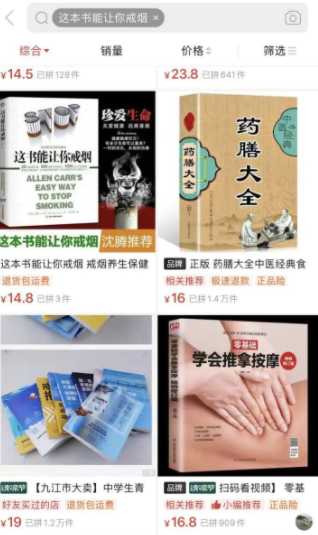 这本书能让你戒烟 ×
综合
销量
价格
筛选
¥14.5 已拼128件
¥23.8 已拼641件
珍爱生命
这书能让你戒烟
ALLEN CARR'S
EASY WAY
TO STOP
SMOKING
这本书能让你戒烟 沈腾推荐
中医经典
药膳大全
药膳大全
这本书能让你戒烟 戒烟养生保健
退货包运费
¥14.8 已拼3件
品牌 正版 药膳大全中医经典食
相关推荐 极速退款 正品险
¥16 已拼1.4万件
零基础
学会推拿按摩
【九江市大卖】中学生青
好友买过的店 退货包运费
¥19 已拼1.2万件
品牌 扫码看视频】 零基
相关推荐 小编推荐 正品险
¥16.8 已拼909件